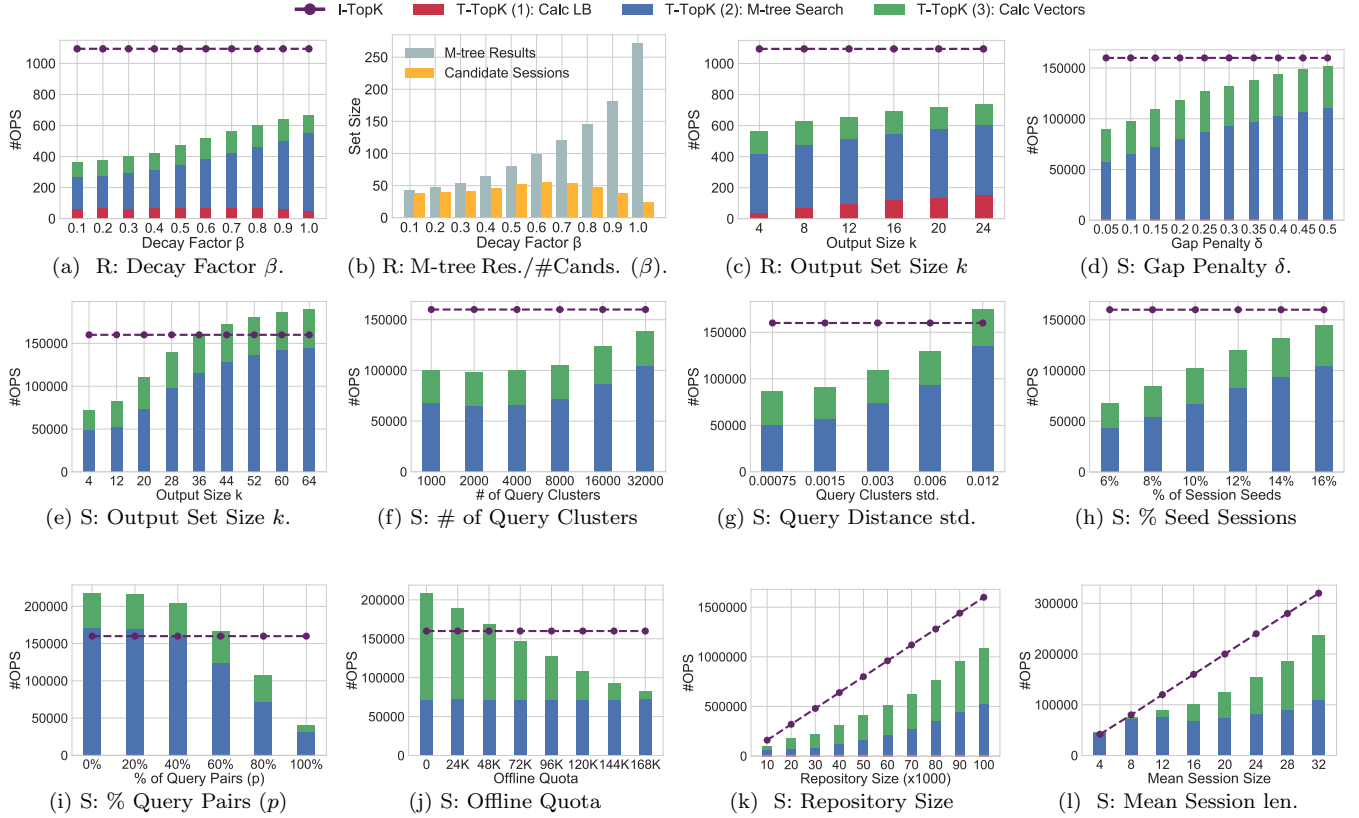 I-TopK T-TopK (1): Calc LB T-TopK (2): M-tree Search T-TopK (3): Calc Vectors
#OPS
1000
800
600
400
200
0
0.1 0.2 0.3 0.4 0.5 0.6 0.7 0.8 0.9 1.0
Decay Factor β
(a) R: Decay Factor β.
Set Size
250
200
150
100
50
0
M-tree Results
Candidate Sessions
0.1 0.2 0.3 0.4 0.5 0.6 0.7 0.8 0.9 1.0
Decay Factor β
(b) R: M-tree Res./#Cands. (β).
#OPS
1000
800
600
400
200
0
4 8 12 16 20 24
Output Size k
(c) R: Output Set Size k
#OPS
150000
100000
50000
0
0.05 0.1 0.15 0.2 0.25 0.3 0.35 0.4 0.45 0.5
Gap Penalty δ
(d) S: Gap Penalty δ.
#OPS
150000
100000
50000
0
4 12 20 28 36 44 52 60 64
Output Size k
(e) S: Output Set Size k.
#OPS
150000
100000
50000
0
1000 2000 4000 8000 16000 32000
# of Query Clusters
(f) S: # of Query Clusters
#OPS
150000
100000
50000
0
0.00075 0.0015 0.003 0.006 0.012
Query Clusters std.
(g) S: Query Distance std.
#OPS
150000
100000
50000
0
6% 8% 10% 12% 14% 16%
% of Session Seeds
(h) S: % Seed Sessions
#OPS
200000
150000
100000
50000
0
0% 20% 40% 60% 80% 100%
% of Query Pairs (p)
(i) S: % Query Pairs (p)
#OPS
200000
150000
100000
50000
0
0 24K 48K 72K 96K 120K 144K 168K
Offline Quota
(j) S: Offline Quota
#OPS
1500000
1000000
500000
0
10 20 30 40 50 60 70 80 90 100
Repository Size (x1000)
(k) S: Repository Size
#OPS
300000
200000
100000
0
4 8 12 16 20 24 28 32
Mean Session Size
(l) S: Mean Session len.